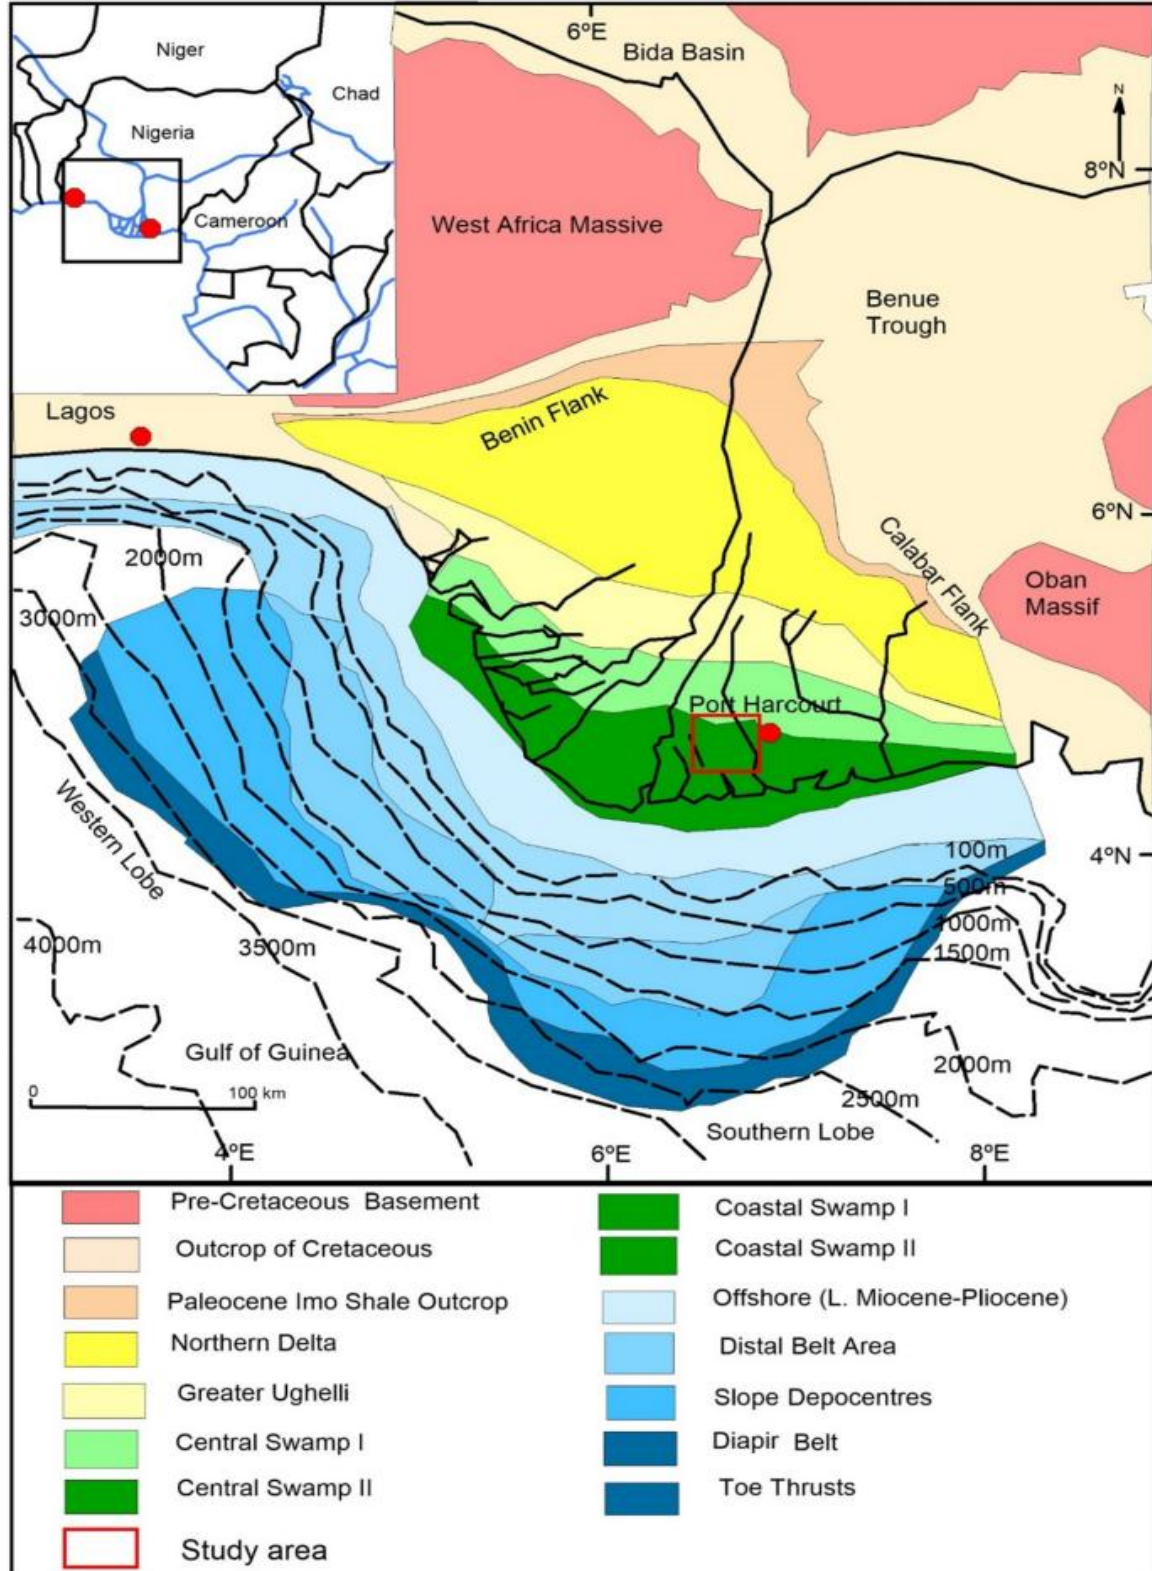 6ºE
Bida Basin
Niger
Chad
N
Nigeria
8ºN
West Africa Massive
Cameroon
Benue
Trough
Benin Flank
Lagos
6ºN
Calabar Flank
2000m
Oban
Massif
3000m
Port Harcourt
Western Lobe
100m
4ºN
500m
1000m
4000m
3500m
1500m
Gulf of Guinea
2000m
0
100 km
2500m
Southern Lobe
4ºE
6ºE
8ºE
Pre-Cretaceous Basement
Outcrop of Cretaceous
Paleocene Imo Shale Outcrop
Northern Delta
Greater Ughelli
Central Swamp I
Central Swamp II
Study area
Coastal Swamp I
Coastal Swamp II
Offshore (L. Miocene-Pliocene)
Distal Belt Area
Slope Depocentres
Diapir Belt
Toe Thrusts